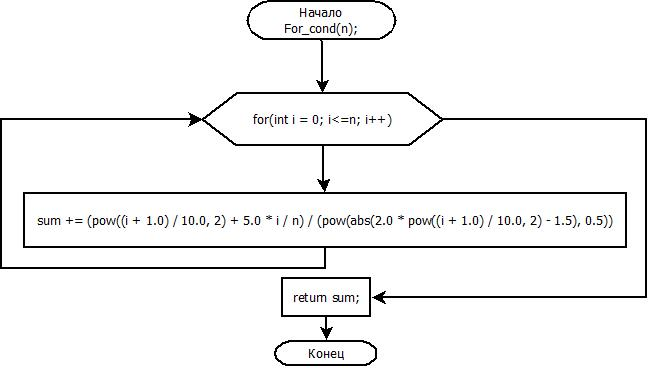 Начало
For_cond(n);
for(int i = 0; i<=n; i++)
sum += (pow((i + 1.0) / 10.0, 2) + 5.0 * i / n) / (pow(abs(2.0 * pow((i + 1.0) / 10.0, 2) - 1.5), 0.5))
return sum;
Конец